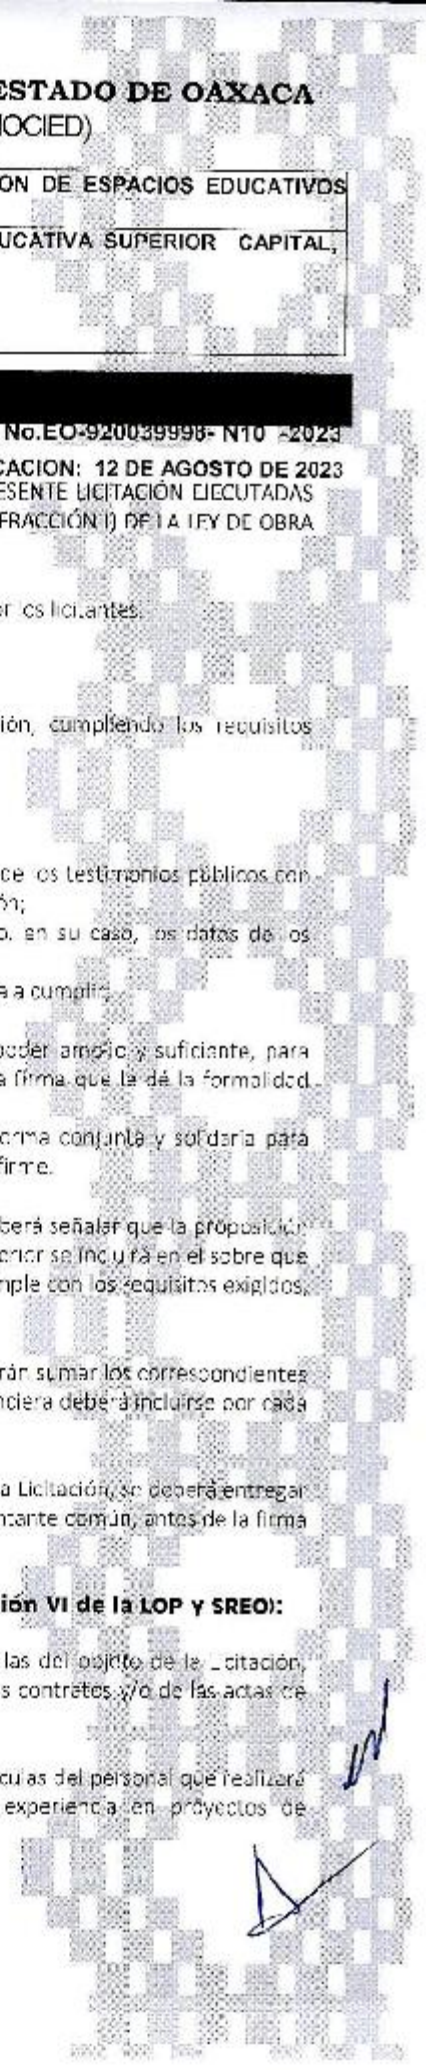 ESTADO DE OAXACA
IOCIED)
ON DE ESPACIOS EDUCATIVOS
UCATIVA SUPERIOR CAPITAL,
No.EO-920039998- N10 -2023
CACION: 12 DE AGOSTO DE 2023
ESENTE LICITACIÓN EJECUTADAS
FRACCIÓN I) DE LA LEY DE OBRA
or los licitantes.
ión, cumpliendo los requisitos
de los testimonios públicos con
ón;
o, en su caso, los datos de los
a a cumplir;
poder amplio y suficiente, para
a firma que le dé la formalidad
orma conjunta y solidaria para
firme.
berá señalar que la proposición
erior se incluirá en el sobre que
mple con los requisitos exigidos,
rán sumar los correspondientes
nciera deberá incluirse por cada
a Licitación, se deberá entregar
ntante común, antes de la firma
ión VI de la LOP y SREO):
las del objeto de la Licitación,
s contratos y/o de las actas de
culas del personal que realizará
experiencia en proyectos de